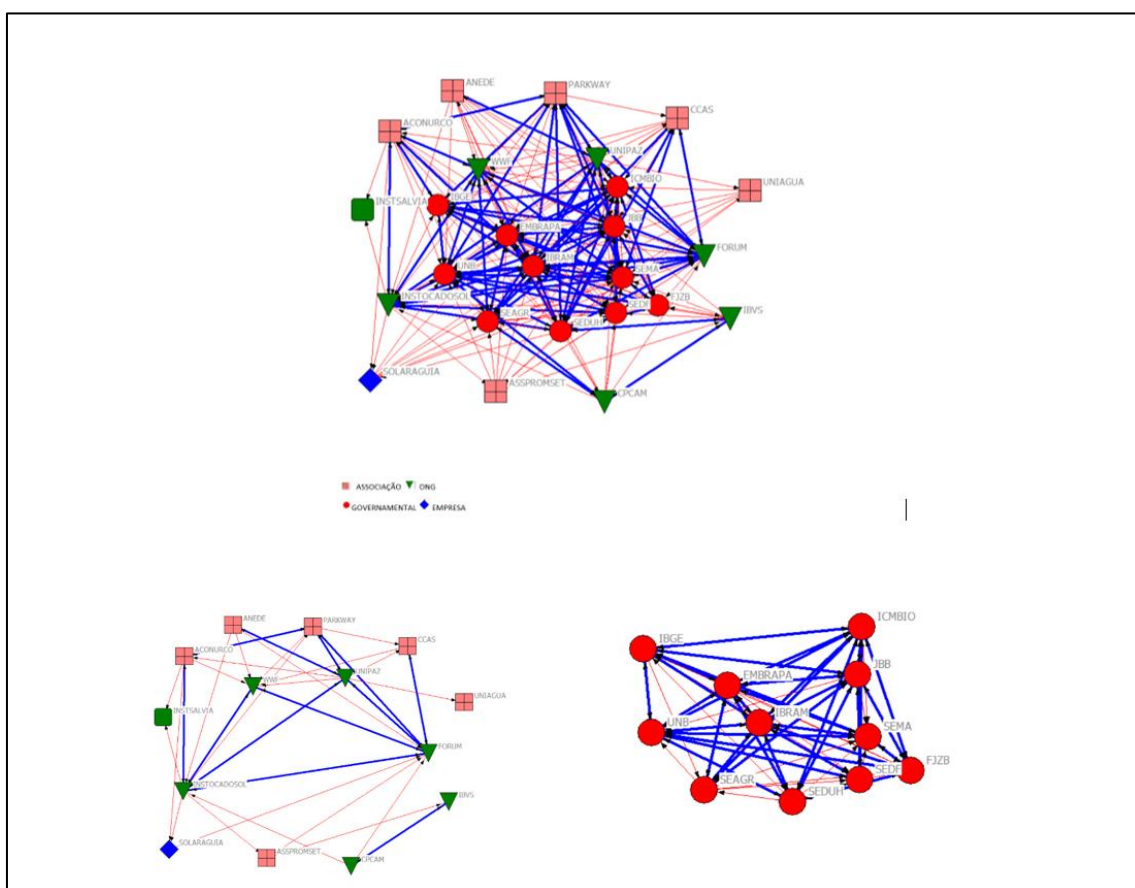 ANEDE
PARKWAY
CCAS
ACONURCO
WWF
UNIPAZ
ICMBIO
UNIAGUA
INSTSALVIA
IBGE
JBB
EMBRAPA
FORUM
IBRAM
UNB
SEMA
INSTOCADOSOL
FJZB
SEDF
IBVS
SEAGR
SEDUH
SOLARAGUIA
ASSPROMSET
CPCAM
ASSOCIAÇÃO ONG
GOVERNAMENTAL EMPRESA
ANEDE
PARKWAY
CCAS
ACONURCO
WWF
UNIPAZ
UNIAGUA
INSTSALVIA
FORUM
INSTOCADOSOL
IBVS
SOLARAGUIA
ASSPROMSET
CPCAM
ICMBIO
IBGE
JBB
EMBRAPA
IBRAM
UNB
SEMA
FJZB
SEDF
SEAGR
SEDUH